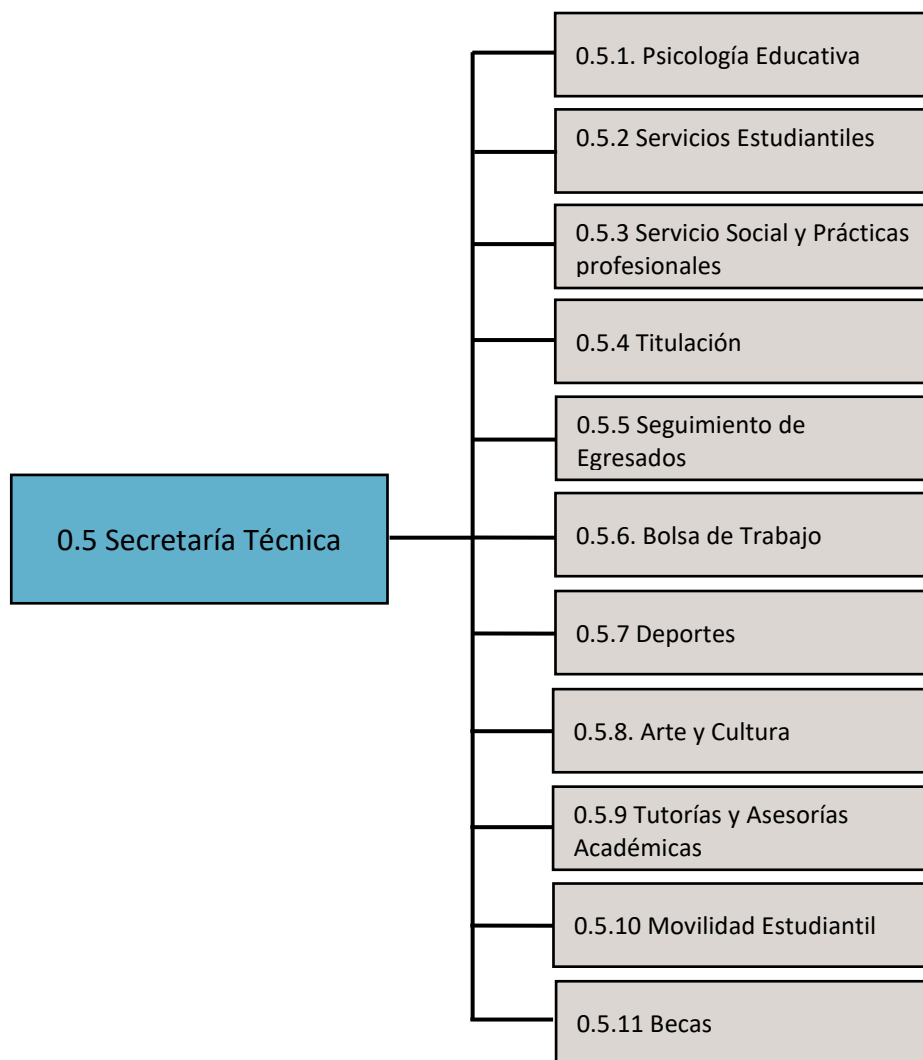 0.5.1. Psicología Educativa
0.5.2 Servicios Estudiantiles
0.5.3 Servicio Social y Prácticas
profesionales
0.5.4 Titulación
0.5.5 Seguimiento de
Egresados
0.5 Secretaría Técnica
0.5.6. Bolsa de Trabajo
0.5.7 Deportes
0.5.8. Arte y Cultura
0.5.9 Tutorías y Asesorías
Académicas
0.5.10 Movilidad Estudiantil
0.5.11 Becas